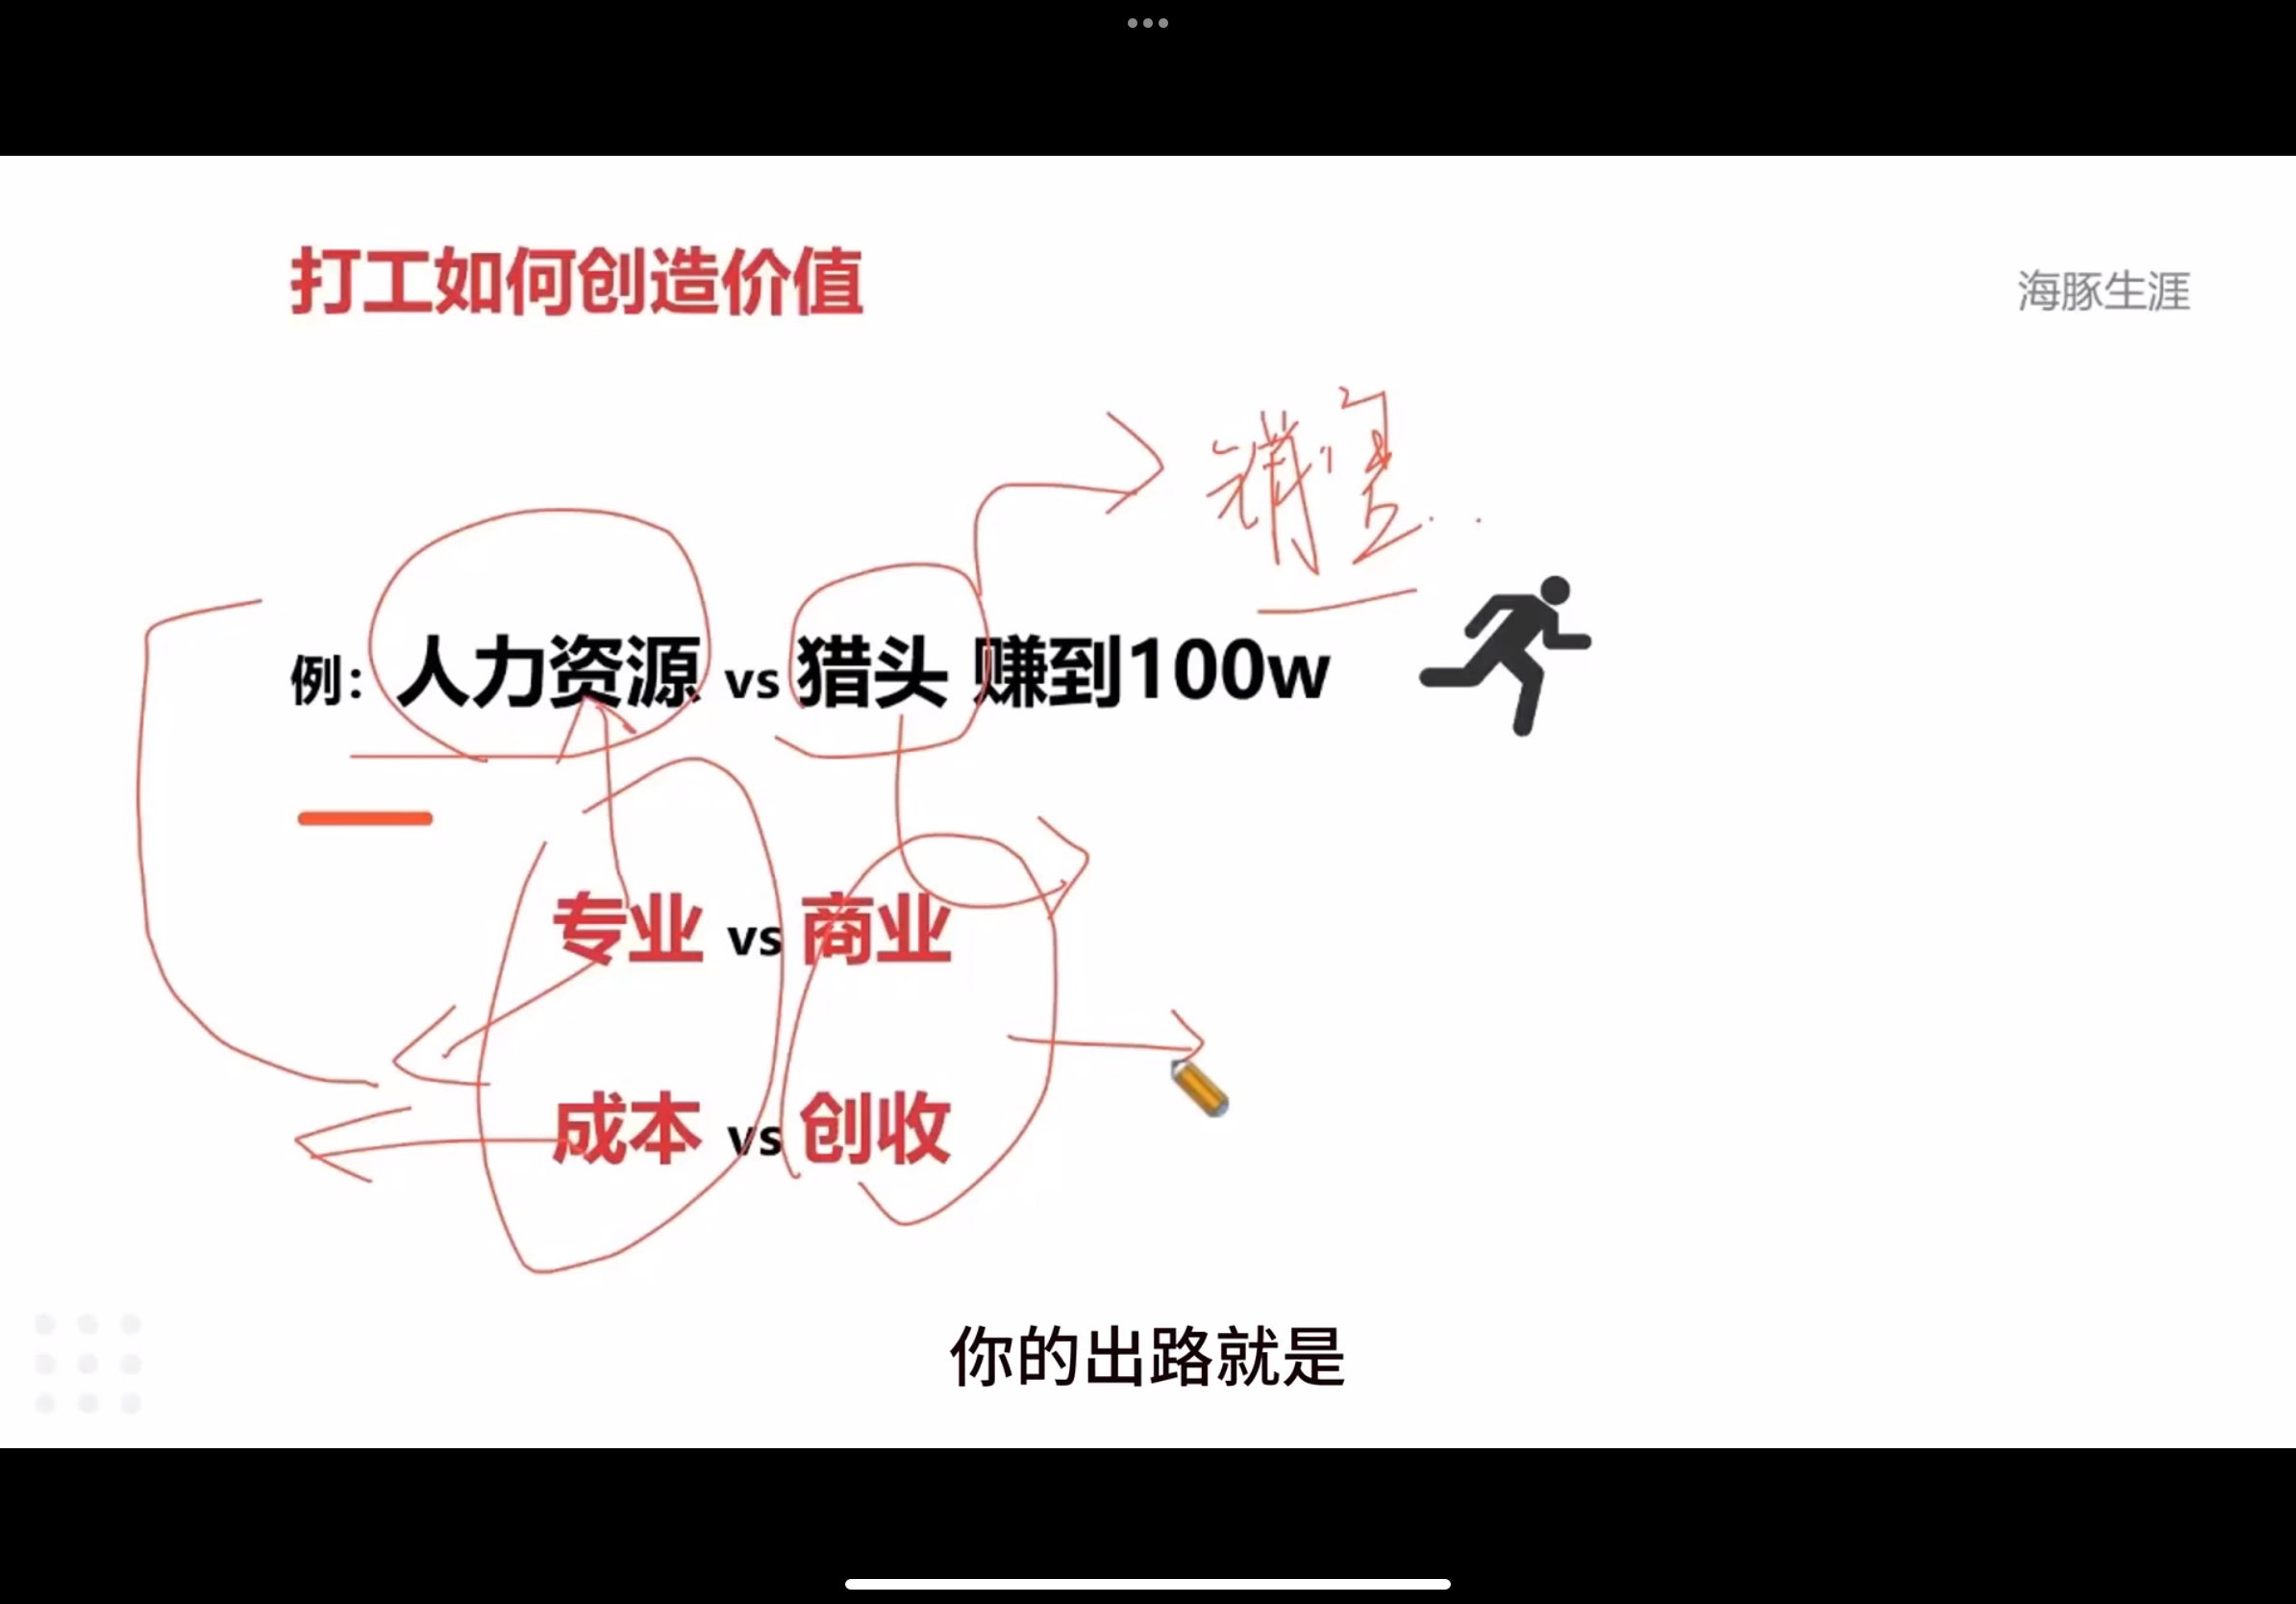 打工如何创造价值
海豚生涯
例：人力资源 vs 猎头 赚到100w
专业 vs 商业
成本 vs 创收
你的出路就是